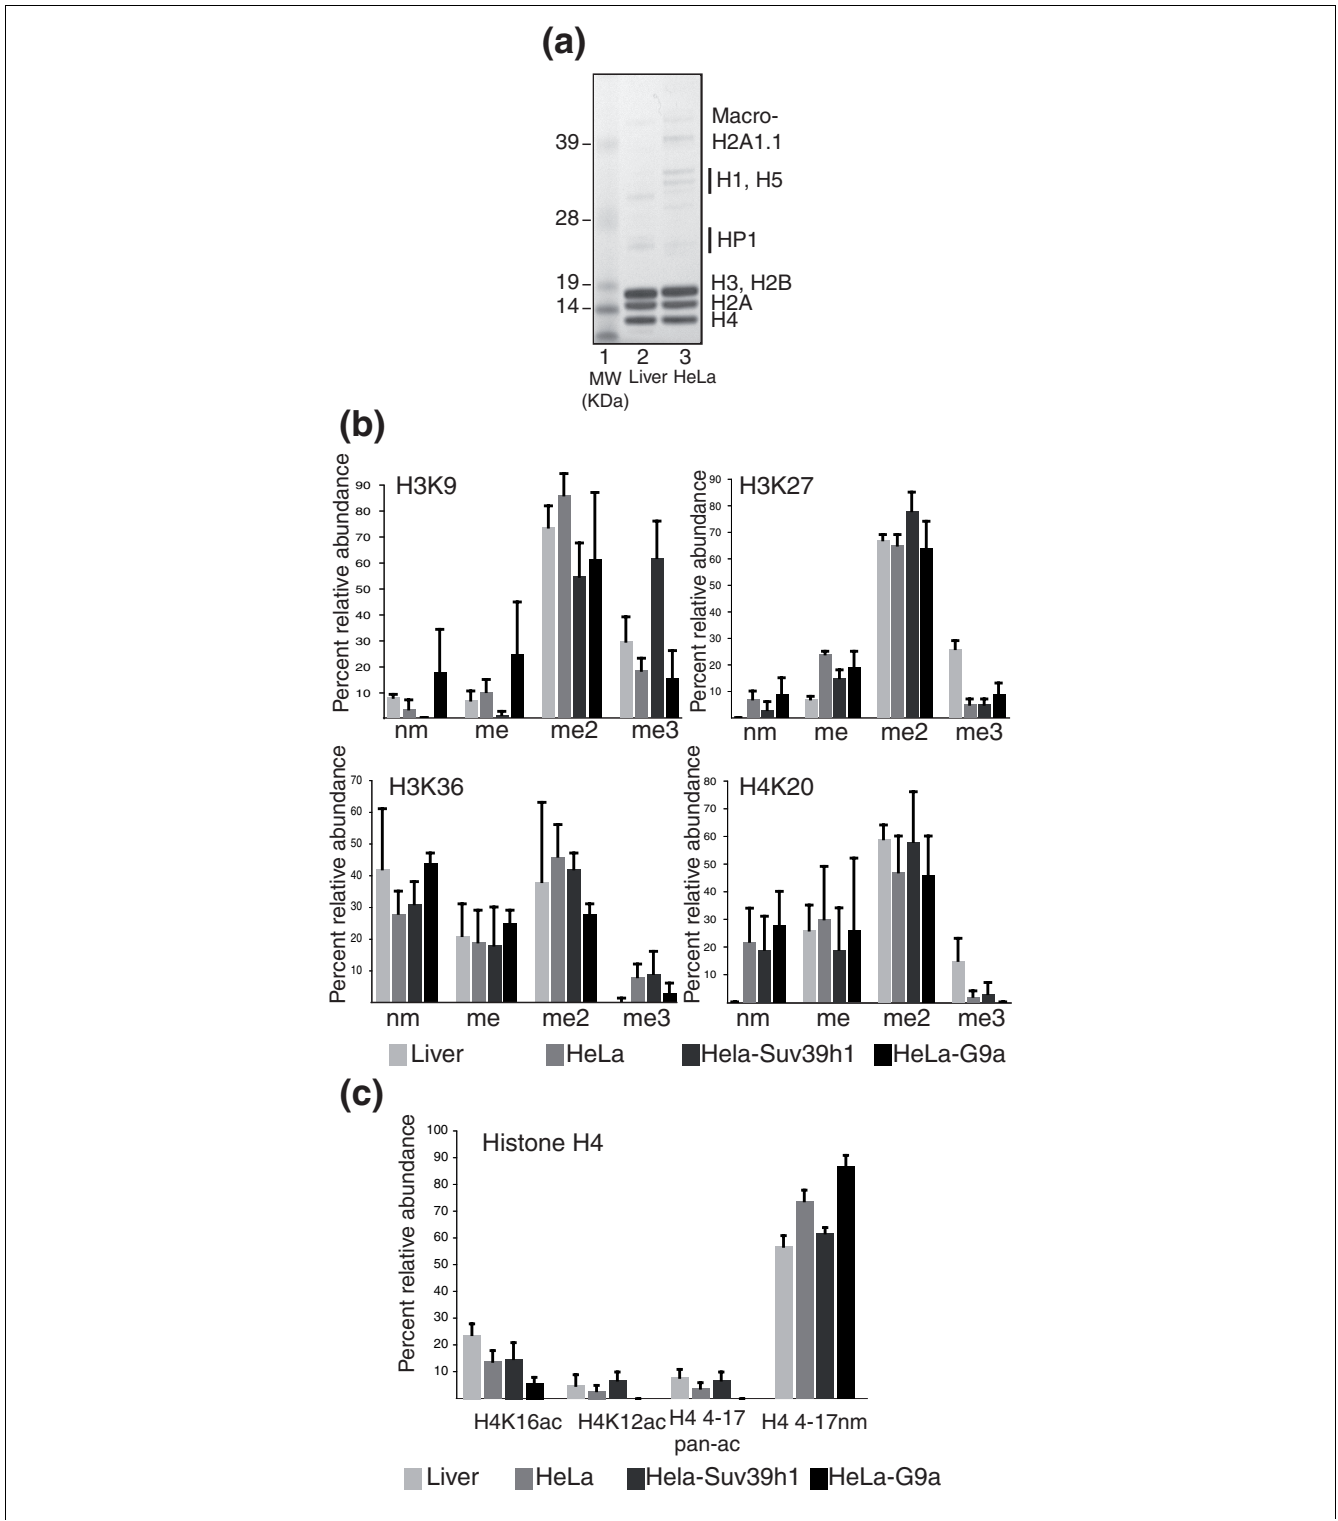 (a)
Macro-
H2A1.1
39
H1, H5
28
HP1
19
H3, H2B
14
H2A
H4
1 2 3
MW Liver HeLa
(KDa)
(b)
H3K9
Percent relative abundance
90
80
70
60
50
40
30
20
10
nm me me2 me3
H3K27
Percent relative abundance
90
80
70
60
50
40
30
20
10
nm me me2 me3
H3K36
Percent relative abundance
70
60
50
40
30
20
10
nm me me2 me3
H4K20
Percent relative abundance
80
70
60
50
40
30
20
10
nm me me2 me3
Liver HeLa Hela-Suv39h1 HeLa-G9a
(c)
Histone H4
Percent relative abundance
100
90
80
70
60
50
40
30
20
10
H4K16ac H4K12ac H4 4-17 H4 4-17nm
pan-ac
Liver HeLa Hela-Suv39h1 HeLa-G9a